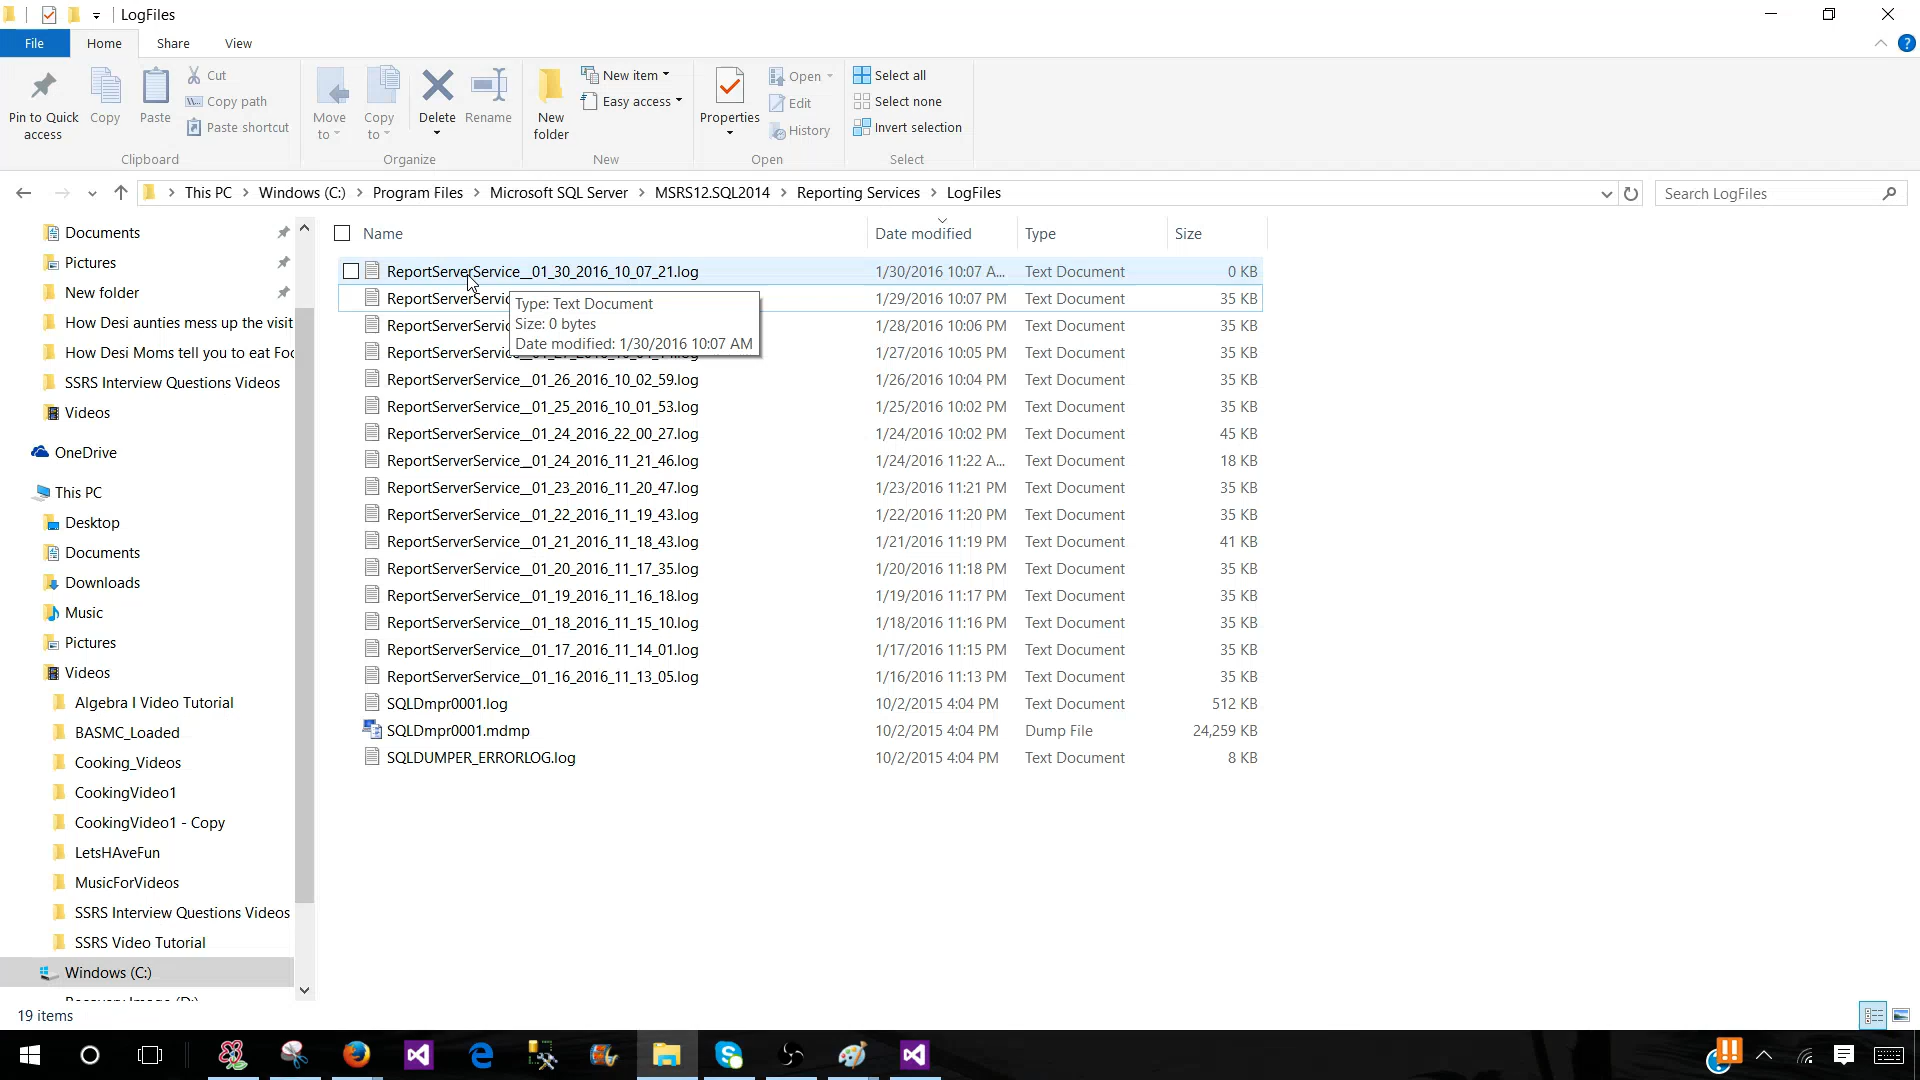 LogFiles
File Home Share View
Pin to Quick access
Copy
Paste
Cut
Copy path
Paste shortcut
Clipboard
Move to
Copy to
Delete
Rename
Organize
New folder
New item
Easy access
New
Properties
Open
Edit
History
Open
Select all
Select none
Invert selection
Select
This PC > Windows (C:) > Program Files > Microsoft SQL Server > MSRS12.SQL2014 > Reporting Services > LogFiles
Search LogFiles
Documents
Pictures
New folder
How Desi aunties mess up the visit
How Desi Moms tell you to eat Foo
SSRS Interview Questions Videos
Videos
OneDrive
This PC
Desktop
Documents
Downloads
Music
Pictures
Videos
Algebra I Video Tutorial
BASMC_Loaded
Cooking_Videos
CookingVideo1
CookingVideo1 - Copy
LetsHAveFun
MusicForVideos
SSRS Interview Questions Videos
SSRS Video Tutorial
Windows (C:)
Name Date modified Type Size
ReportServerService__01_30_2016_10_07_21.log 1/30/2016 10:07 A... Text Document 0 KB
ReportServerServic 1/29/2016 10:07 PM Text Document 35 KB
ReportServerServic 1/28/2016 10:06 PM Text Document 35 KB
ReportServerServic 1/27/2016 10:05 PM Text Document 35 KB
Type: Text Document
Size: 0 bytes
Date modified: 1/30/2016 10:07 AM
ReportServerService__01_26_2016_10_02_59.log 1/26/2016 10:04 PM Text Document 35 KB
ReportServerService__01_25_2016_10_01_53.log 1/25/2016 10:02 PM Text Document 35 KB
ReportServerService__01_24_2016_22_00_27.log 1/24/2016 10:02 PM Text Document 45 KB
ReportServerService__01_24_2016_11_21_46.log 1/24/2016 11:22 A... Text Document 18 KB
ReportServerService__01_23_2016_11_20_47.log 1/23/2016 11:21 PM Text Document 35 KB
ReportServerService__01_22_2016_11_19_43.log 1/22/2016 11:20 PM Text Document 35 KB
ReportServerService__01_21_2016_11_18_43.log 1/21/2016 11:19 PM Text Document 41 KB
ReportServerService__01_20_2016_11_17_35.log 1/20/2016 11:18 PM Text Document 35 KB
ReportServerService__01_19_2016_11_16_18.log 1/19/2016 11:17 PM Text Document 35 KB
ReportServerService__01_18_2016_11_15_10.log 1/18/2016 11:16 PM Text Document 35 KB
ReportServerService__01_17_2016_11_14_01.log 1/17/2016 11:15 PM Text Document 35 KB
ReportServerService__01_16_2016_11_13_05.log 1/16/2016 11:13 PM Text Document 35 KB
SQLDmpr0001.log 10/2/2015 4:04 PM Text Document 512 KB
SQLDmpr0001.mdmp 10/2/2015 4:04 PM Dump File 24,259 KB
SQLDUMPER_ERRORLOG.log 10/2/2015 4:04 PM Text Document 8 KB
19 items